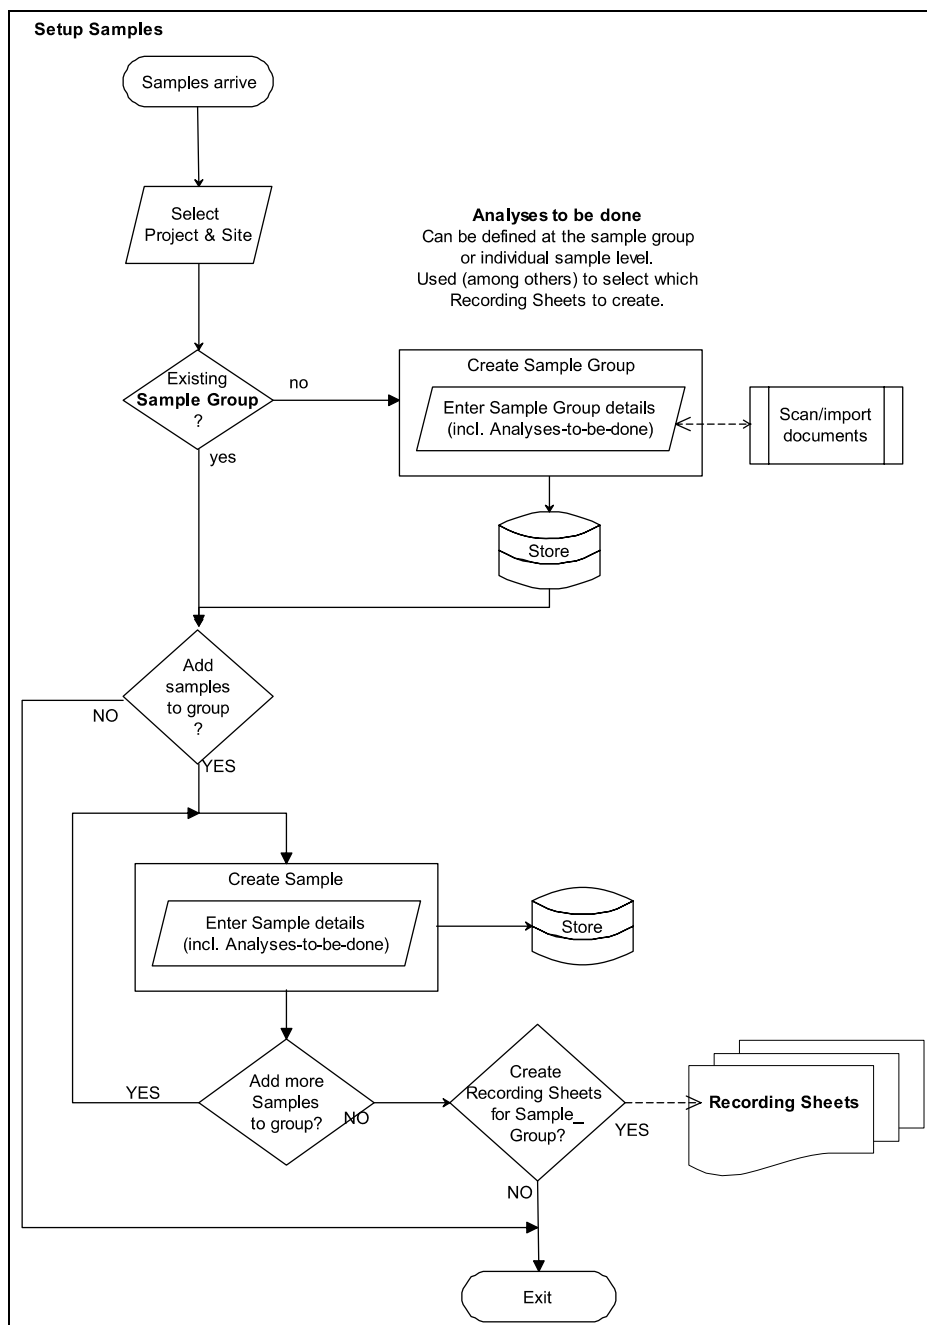 Setup Samples
Samples arrive
Select
Project & Site
Analyses to be done
Can be defined at the sample group
or individual sample level.
Used (among others) to select which
Recording Sheets to create.
Existing
Sample Group
?
no
yes
Create Sample Group
Enter Sample Group details
(incl. Analyses-to-be-done)
Scan/import
documents
Store
Add
samples
to group
?
NO
YES
Create Sample
Enter Sample details
(incl. Analyses-to-be-done)
Store
Add more
Samples
to group?
YES
NO
Create
Recording Sheets
for Sample_
Group?
YES
NO
Recording Sheets
Exit